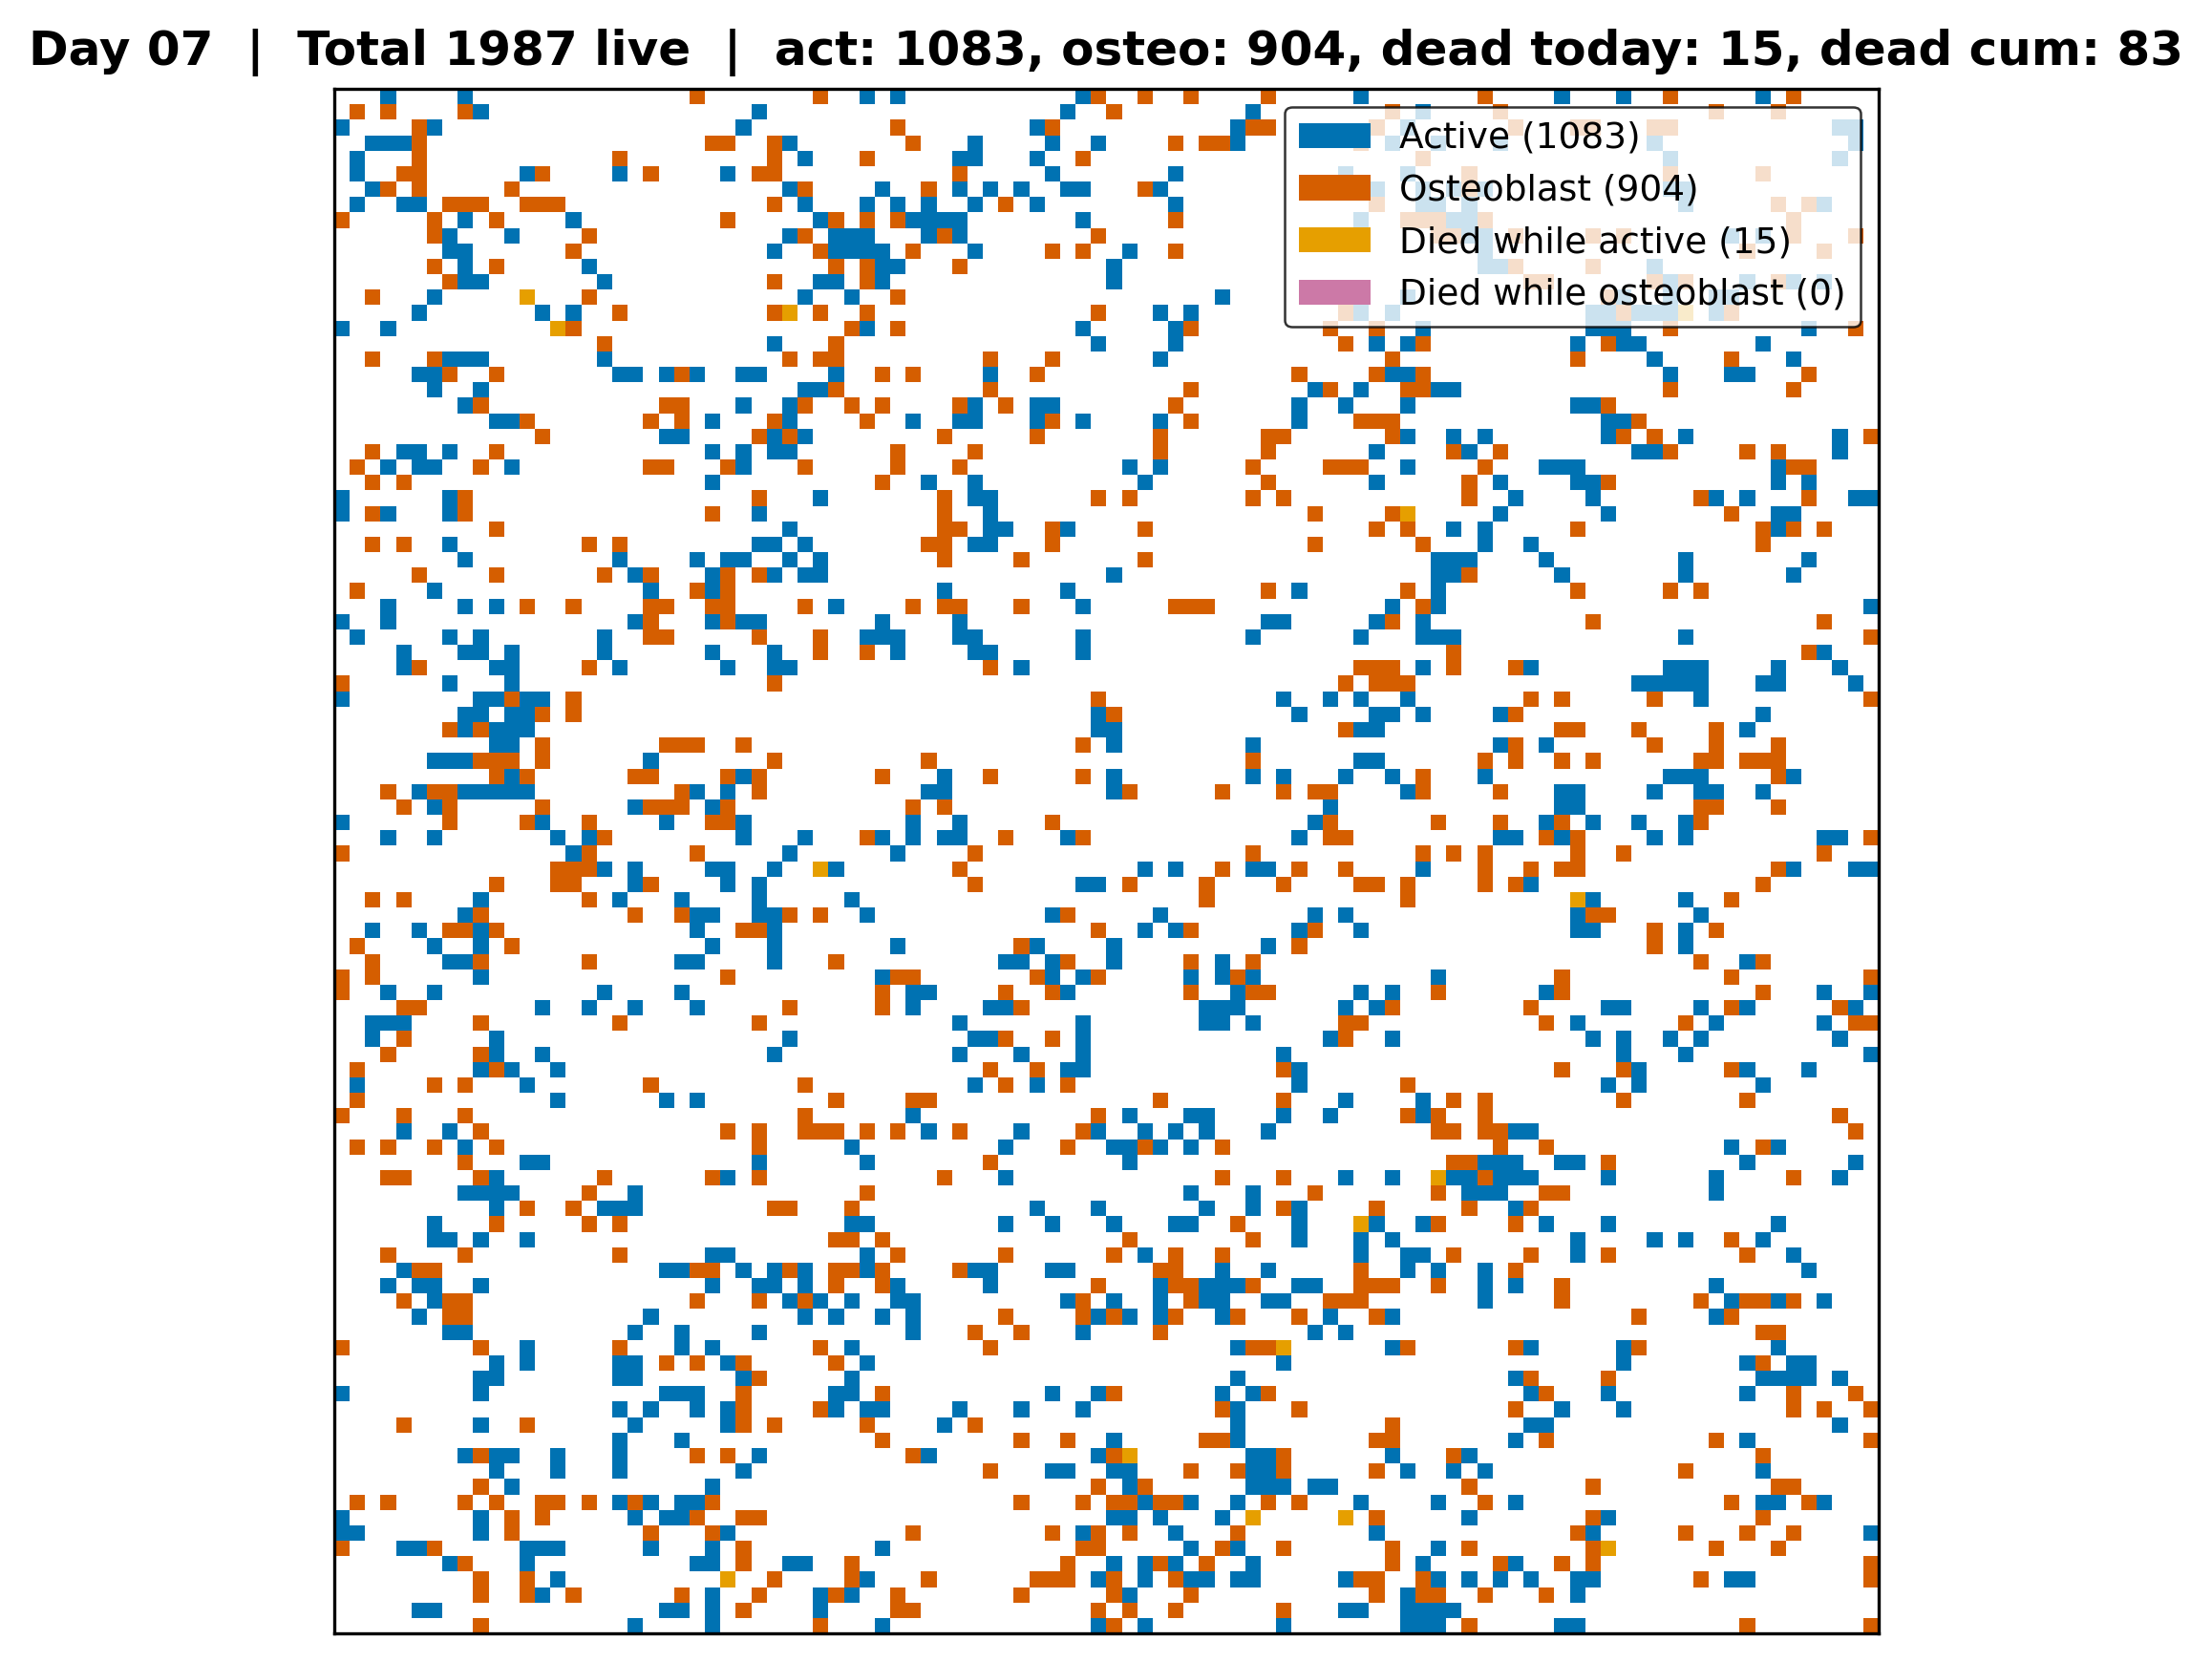 Day 07 | Total 1987 live | act: 1083, osteo: 904, dead today: 15, dead cum: 83
Active (1083)
Osteoblast (904)
Died while active (15)
Died while osteoblast (0)